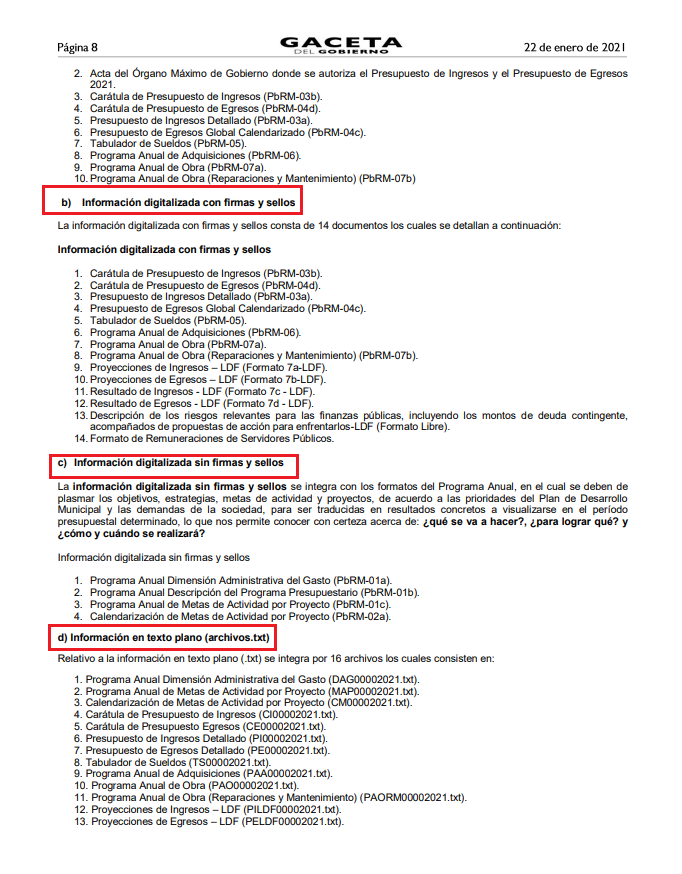 Página 8
GACETA
DEL GOBIERNO
22 de enero de 2021
2. Acta del Órgano Máximo de Gobierno donde se autoriza el Presupuesto de Ingresos y el Presupuesto de Egresos
2021.
3. Carátula de Presupuesto de Ingresos (PbRM-03b).
4. Carátula de Presupuesto de Egresos (PbRM-04d).
5. Presupuesto de Ingresos Detallado (PbRM-03a).
6. Presupuesto de Egresos Global Calendarizado (PbRM-04c).
7. Tabulador de Sueldos (PbRM-05).
8. Programa Anual de Adquisiciones (PbRM-06).
9. Programa Anual de Obra (PbRM-07a).
10. Programa Anual de Obra (Reparaciones y Mantenimiento) (PbRM-07b)
b) Información digitalizada con firmas y sellos
La información digitalizada con firmas y sellos consta de 14 documentos los cuales se detallan a continuación:
Información digitalizada con firmas y sellos
1. Carátula de Presupuesto de Ingresos (PbRM-03b).
2. Carátula de Presupuesto de Egresos (PbRM-04d).
3. Presupuesto de Ingresos Detallado (PbRM-03a).
4. Presupuesto de Egresos Global Calendarizado (PbRM-04c).
5. Tabulador de Sueldos (PbRM-05).
6. Programa Anual de Adquisiciones (PbRM-06).
7. Programa Anual de Obra (PbRM-07a).
8. Programa Anual de Obra (Reparaciones y Mantenimiento) (PbRM-07b).
9. Proyecciones de Ingresos – LDF (Formato 7a-LDF).
10. Proyecciones de Egresos – LDF (Formato 7b-LDF).
11. Resultado de Ingresos - LDF (Formato 7c - LDF).
12. Resultado de Egresos - LDF (Formato 7d - LDF).
13. Descripción de los riesgos relevantes para las finanzas públicas, incluyendo los montos de deuda contingente,
acompañados de propuestas de acción para enfrentarlos-LDF (Formato Libre).
14. Formato de Remuneraciones de Servidores Públicos.
c) Información digitalizada sin firmas y sellos
La información digitalizada sin firmas y sellos se integra con los formatos del Programa Anual, en el cual se deben de
plasmar los objetivos, estrategias, metas de actividad y proyectos, de acuerdo a las prioridades del Plan de Desarrollo
Municipal y las demandas de la sociedad, para ser traducidas en resultados concretos a visualizarse en el período
presupuestal determinado, lo que nos permite conocer con certeza acerca de: ¿qué se va a hacer?, ¿para lograr qué? y
¿cómo y cuándo se realizará?
Información digitalizada sin firmas y sellos
1. Programa Anual Dimensión Administrativa del Gasto (PbRM-01a).
2. Programa Anual Descripción del Programa Presupuestario (PbRM-01b).
3. Programa Anual de Metas de Actividad por Proyecto (PbRM-01c).
4. Calendarización de Metas de Actividad por Proyecto (PbRM-02a).
d) Información en texto plano (archivos.txt)
Relativo a la información en texto plano (.txt) se integra por 16 archivos los cuales consisten en:
1. Programa Anual Dimensión Administrativa del Gasto (DAG00002021.txt).
2. Programa Anual de Metas de Actividad por Proyecto (MAP00002021.txt).
3. Calendarización de Metas de Actividad por Proyecto (CM00002021.txt).
4. Carátula de Presupuesto de Ingresos (CI00002021.txt).
5. Carátula de Presupuesto Egresos (CE00002021.txt).
6. Presupuesto de Ingresos Detallado (PI00002021.txt).
7. Presupuesto de Egresos Detallado (PE00002021.txt).
8. Tabulador de Sueldos (TS00002021.txt).
9. Programa Anual de Adquisiciones (PAA00002021.txt).
10. Programa Anual de Obra (PAO00002021.txt).
11. Programa Anual de Obra (Reparaciones y Mantenimiento) (PAORM00002021.txt).
12. Proyecciones de Ingresos – LDF (PILDF00002021.txt).
13. Proyecciones de Egresos – LDF (PELDF00002021.txt).